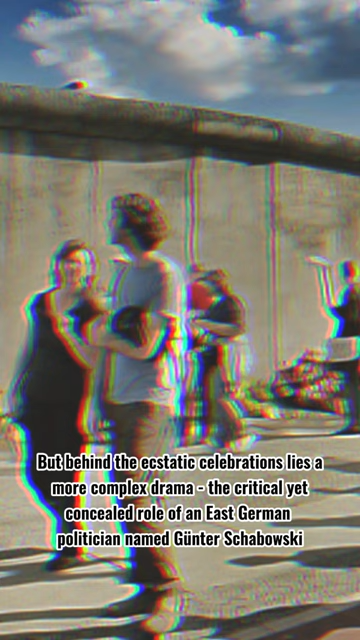 But behind the ecstatic celebrations lies a
more complex drama - the critical yet
concealed role of an East German
politician named Günter Schabowski